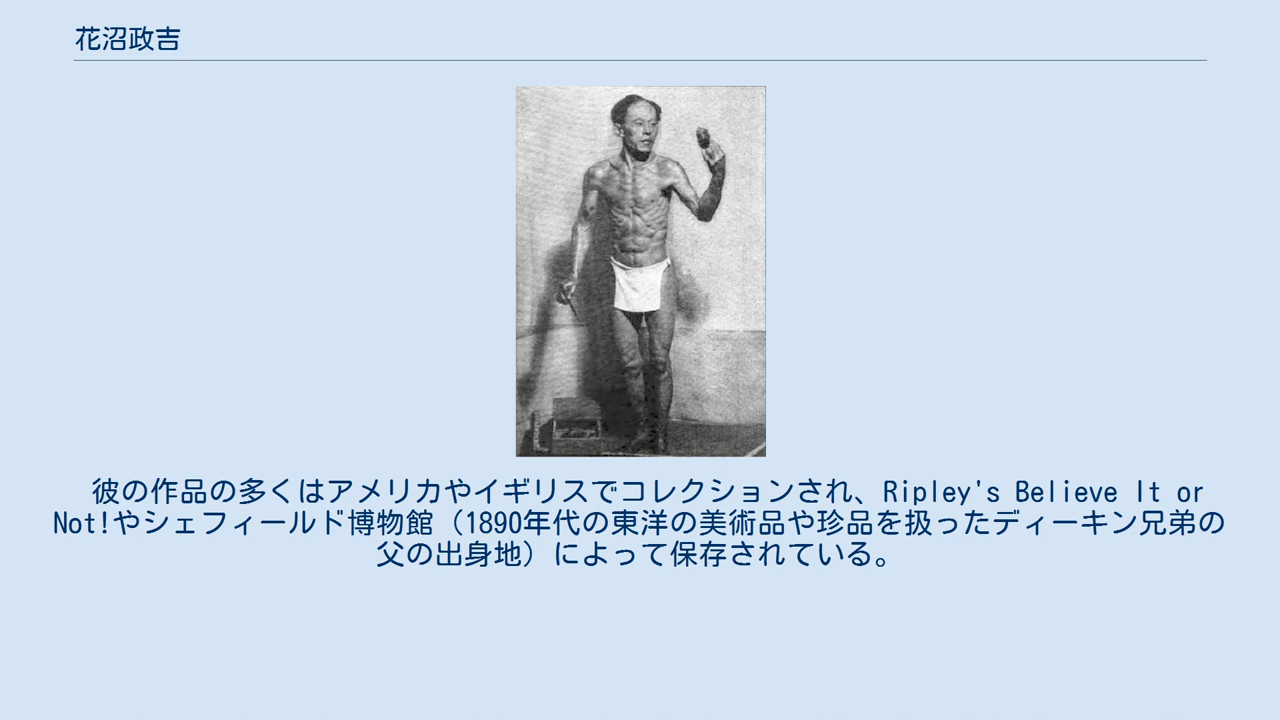 花沼政吉
彼の作品の多くはアメリカやイギリスでコレクションされ、Ripley's Believe It or
Not!やシェフィールド博物館（1890年代の東洋の美術品や珍品を扱ったディーキン兄弟の
父の出身地）によって保存されている。